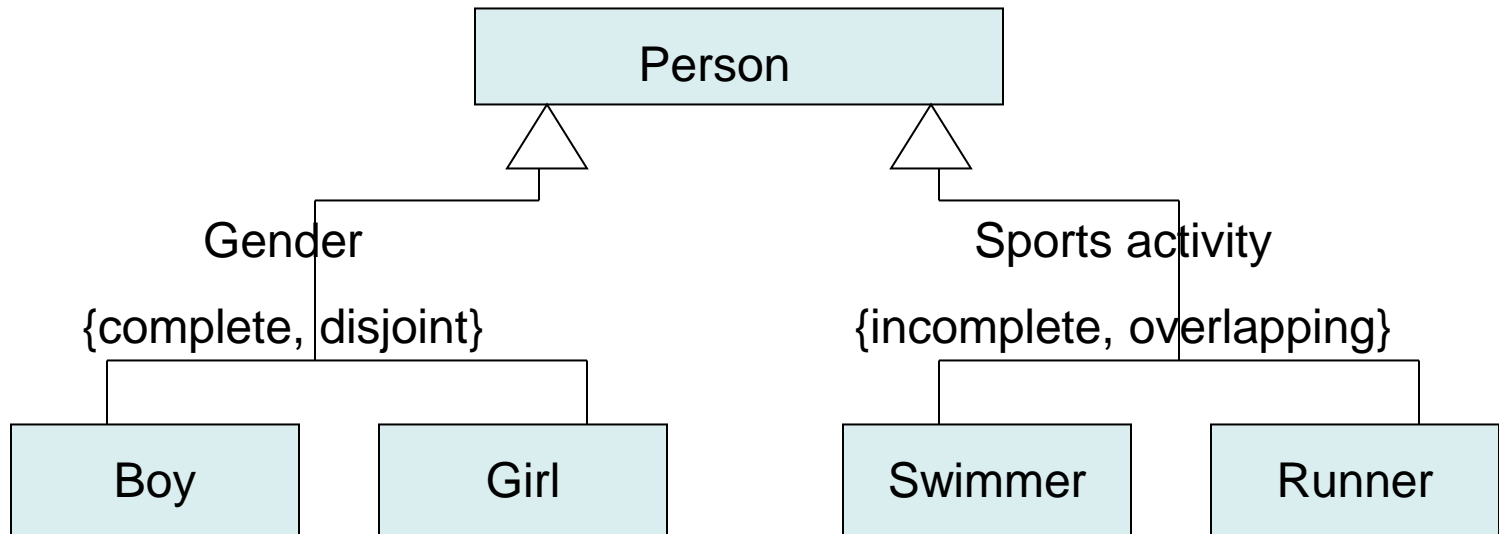 Person
Gender
Sports activity
{complete, disjoint}
{incomplete, overlapping}
Boy
Girl
Swimmer
Runner